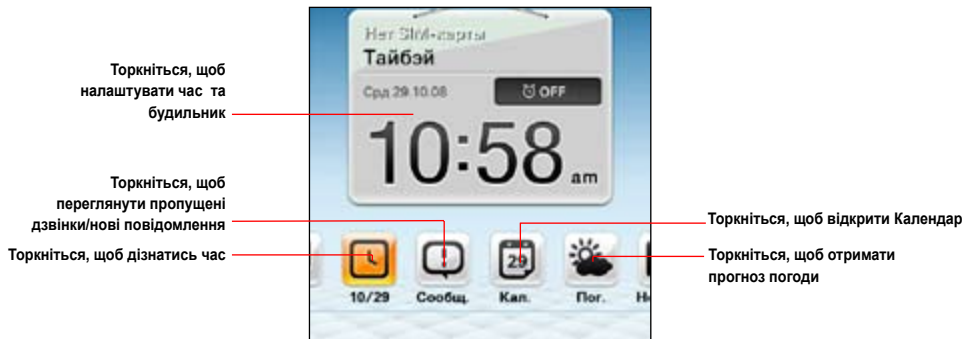 Нет SIM-карты
Тайбэй
Срд 29.10.08
OFF
10:58 am
Торкніться, щоб
налаштувати час та
будильник
Торкніться, щоб
переглянути пропущені
дзвінки/нові повідомлення
Торкніться, щоб дізнатись час
Торкніться, щоб відкрити Календар
Торкніться, щоб отримати
прогноз погоди
29
10/29
Сообщ.
Кал.
Пог.